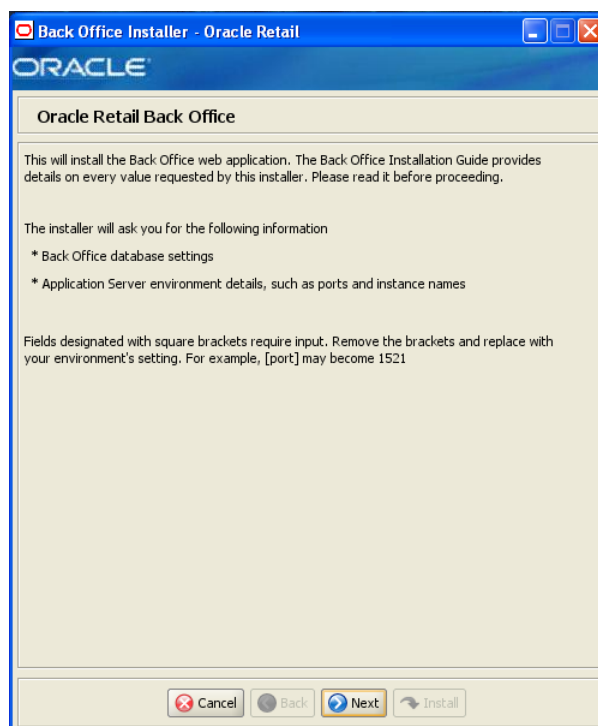 Back Office Installer - Oracle Retail
ORACLE
Oracle Retail Back Office
This will install the Back Office web application. The Back Office Installation Guide provides
details on every value requested by this installer. Please read it before proceeding.
The installer will ask you for the following information
* Back Office database settings
* Application Server environment details, such as ports and instance names
Fields designated with square brackets require input. Remove the brackets and replace with
your environment's setting. For example, [port] may become 1521
Cancel Back Next Install